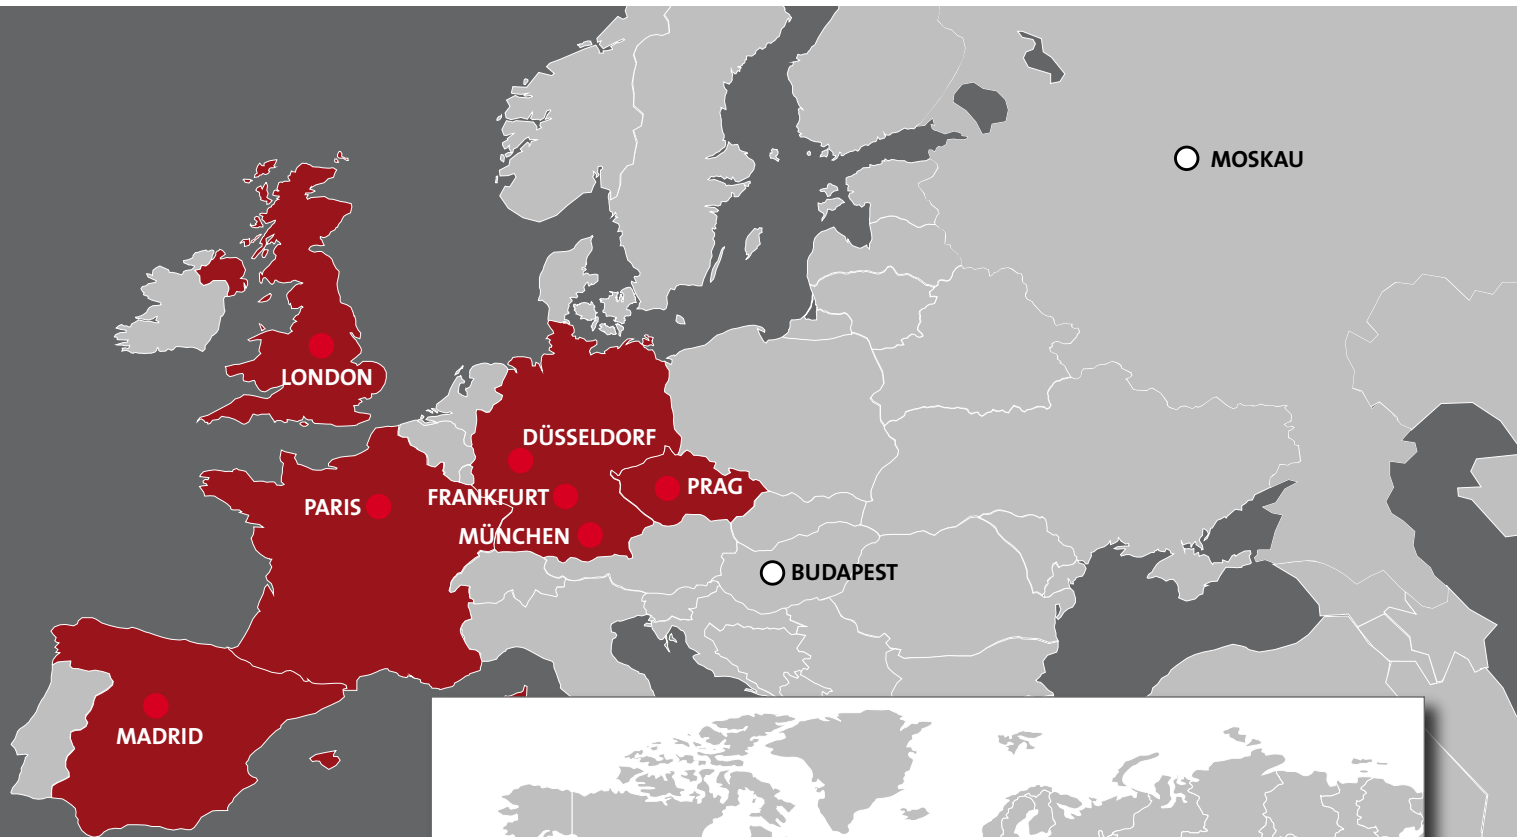 MOSKAU
LONDON
DÜSSELDORF
PRAG
FRANKFURT
PARIS
MÜNCHEN
BUDAPEST
MADRID